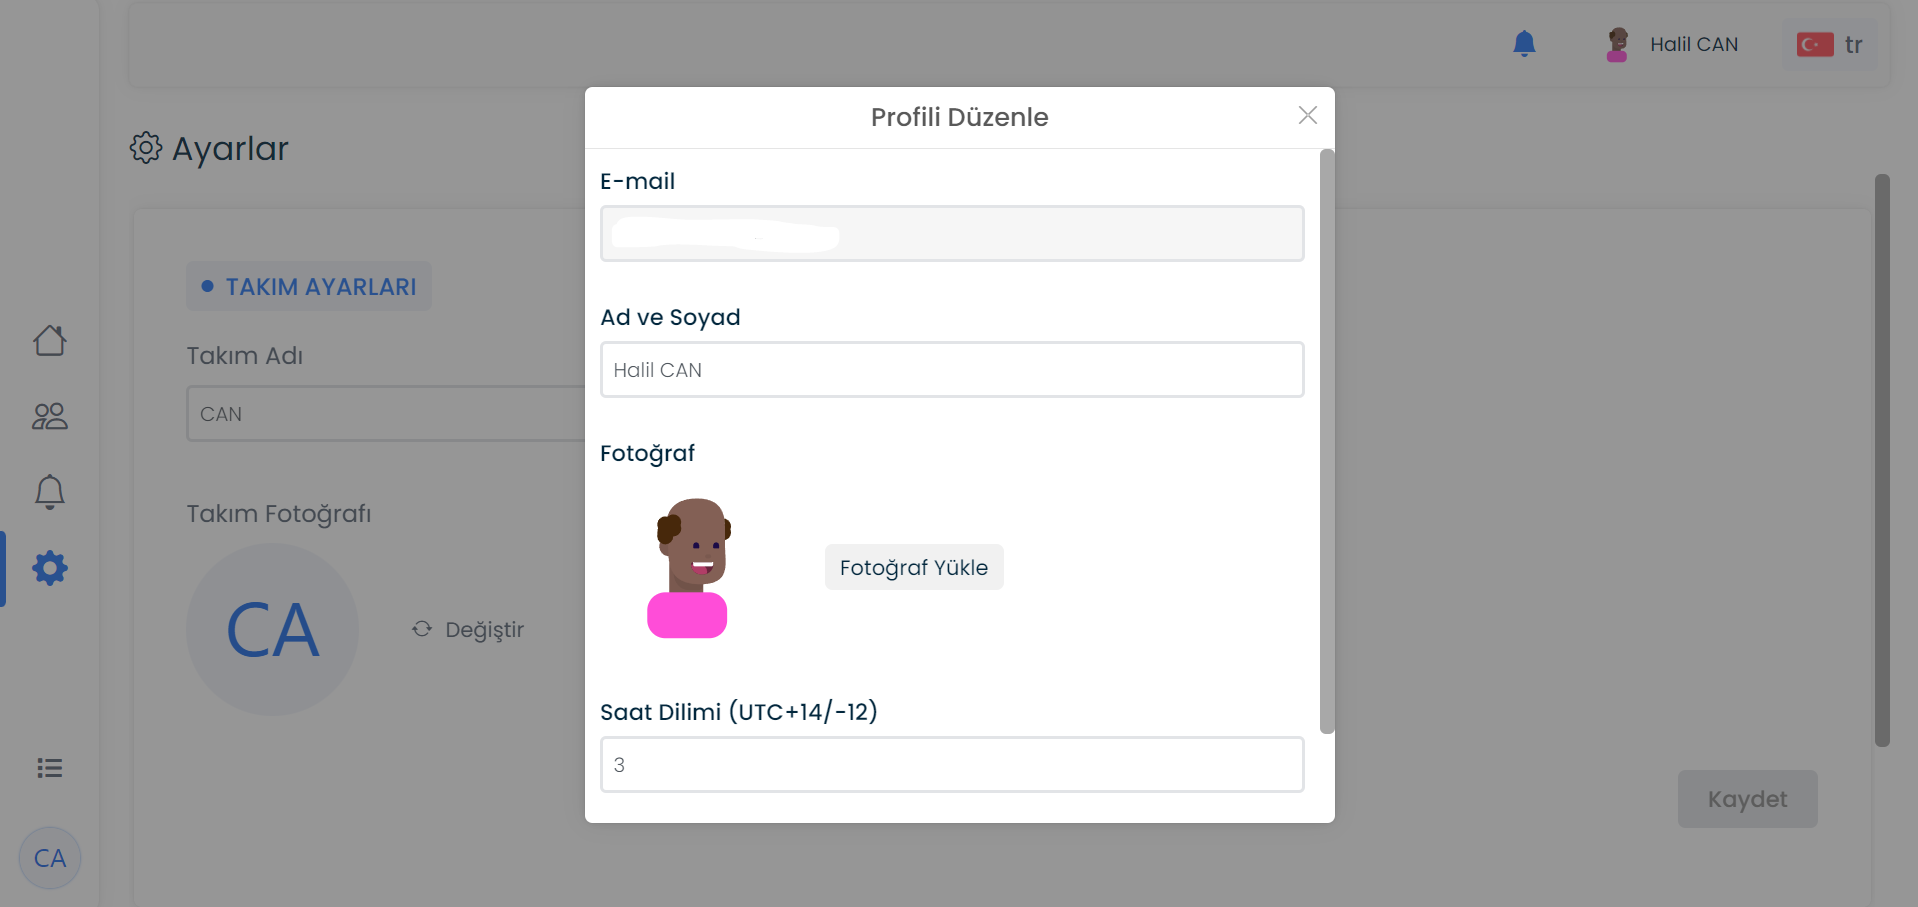 Halil CAN
tr
Ayarlar
TAKIM AYARLARI
Takım Adı
CAN
Takım Fotoğrafı
CA
Değiştir
Kaydet
CA
Profili Düzenle
E-mail
Ad ve Soyad
Halil CAN
Fotoğraf
Fotoğraf Yükle
Saat Dilimi (UTC+14/-12)
3